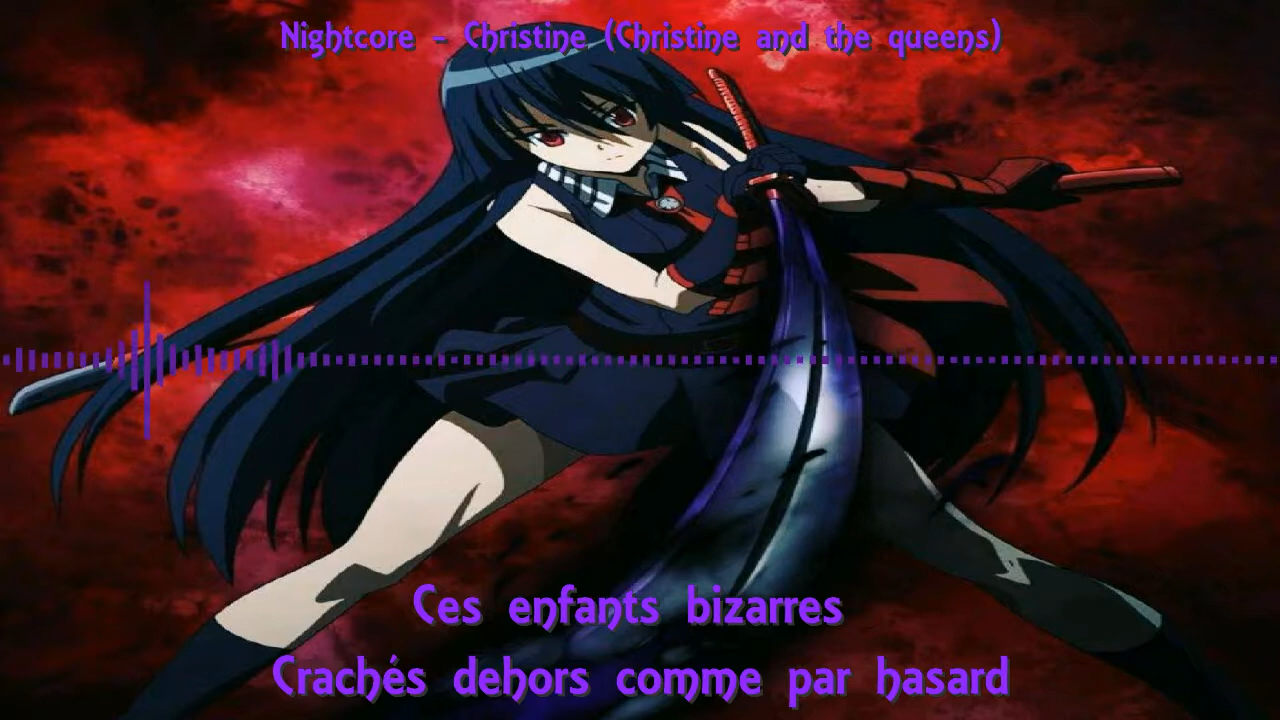 Nightcore - Christine (Christine and the queens)
Ces enfants bizarres
Crachés dehors comme par hasard